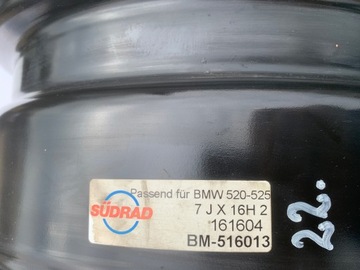 Passend für BMW 520-525
SÜDRAD
7 J X 16H 2
161604
BM-516013
22.